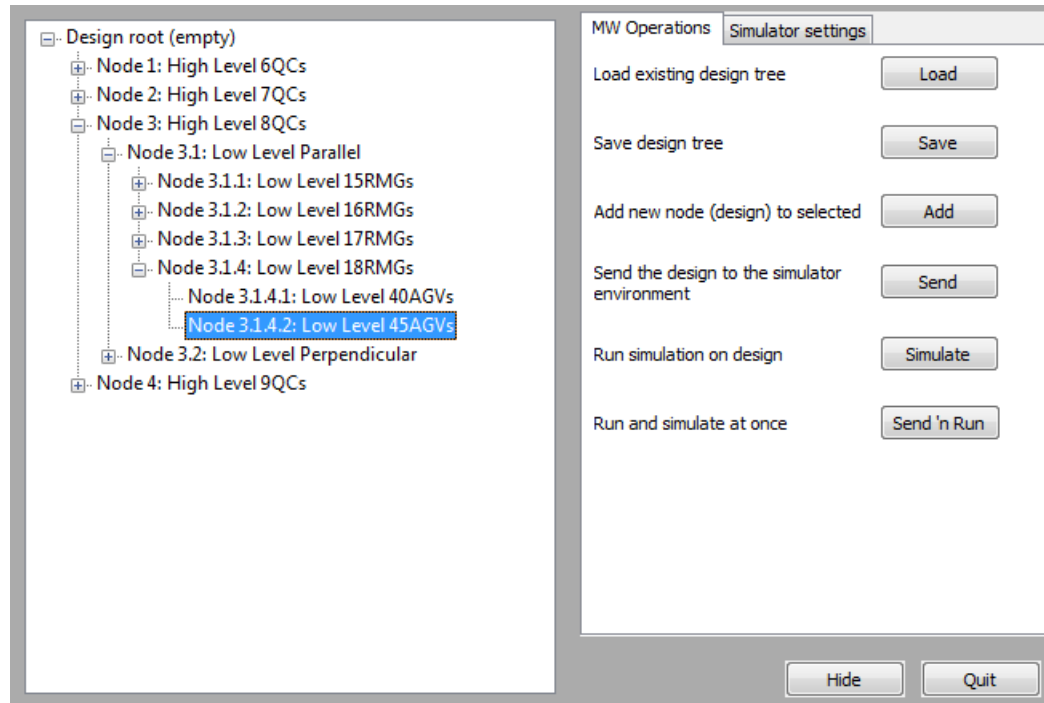 Design root (empty)
Node 1: High Level 6QCs
Node 2: High Level 7QCs
Node 3: High Level 8QCs
Node 3.1: Low Level Parallel
Node 3.1.1: Low Level 15RMGs
Node 3.1.2: Low Level 16RMGs
Node 3.1.3: Low Level 17RMGs
Node 3.1.4: Low Level 18RMGs
Node 3.1.4.1: Low Level 40AGVs
Node 3.1.4.2: Low Level 45AGVs
Node 3.2: Low Level Perpendicular
Node 4: High Level 9QCs
MW Operations Simulator settings
Load existing design tree Load
Save design tree Save
Add new node (design) to selected Add
Send the design to the simulator
environment Send
Run simulation on design Simulate
Run and simulate at once Send 'n Run
Hide Quit